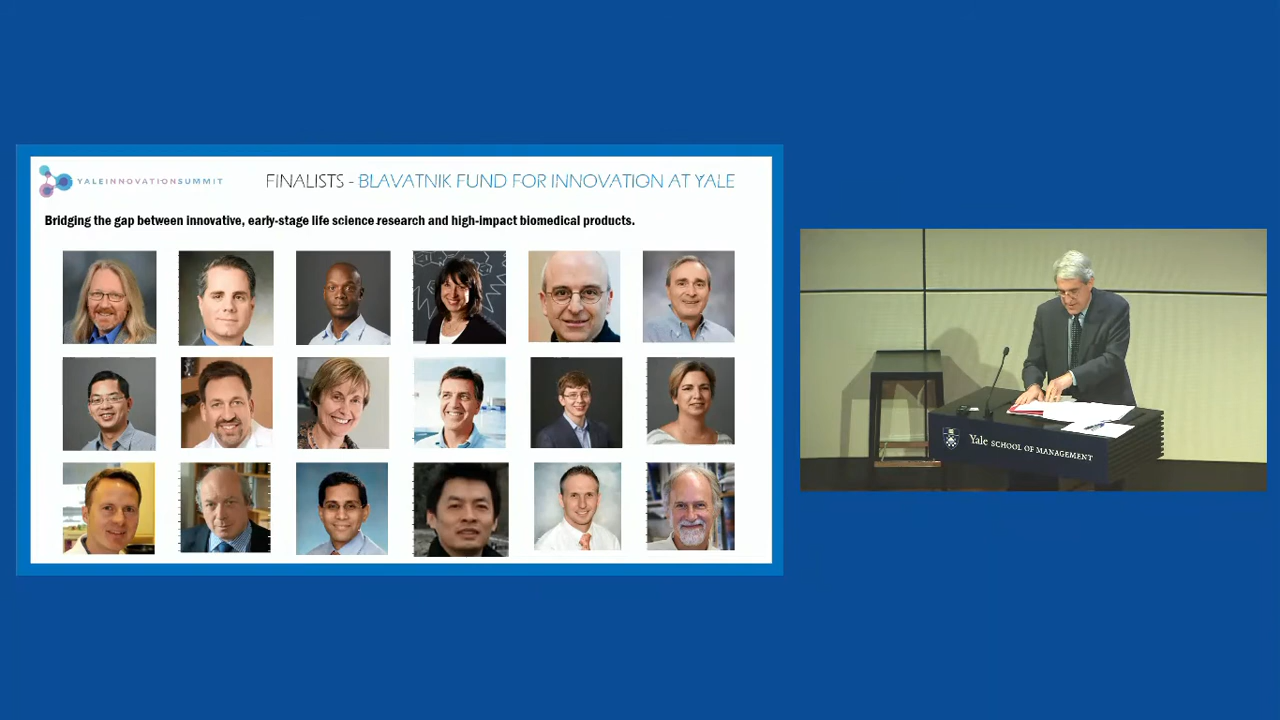 YALEINNOVATIONSUMMIT
FINALISTS - BLAVATNIK FUND FOR INNOVATION AT YALE
Bridging the gap between innovative, early-stage life science research and high-impact biomedical products.
Yale SCHOOL OF MANAGEMENT